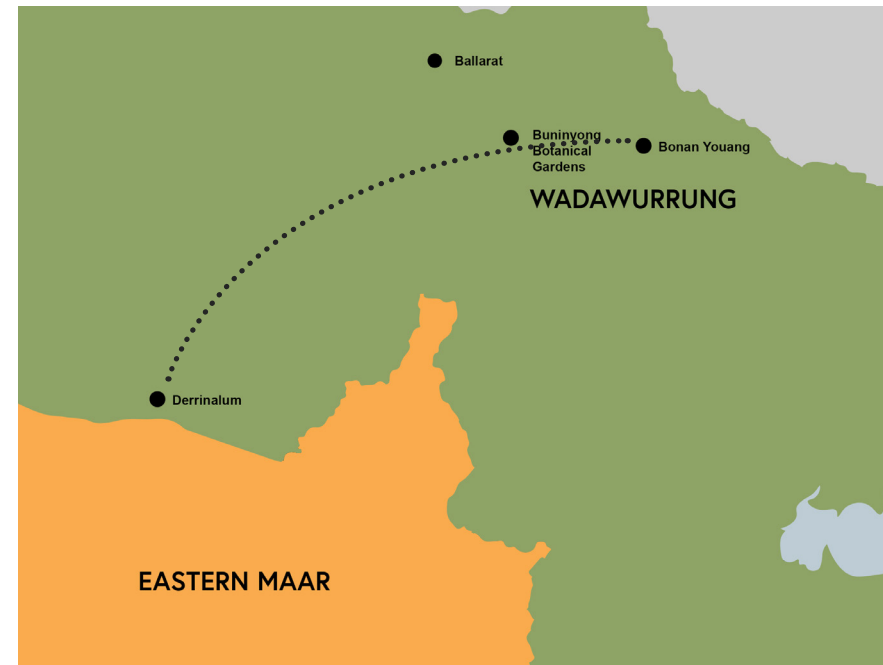 Ballarat
Buninyong
Botanical
Gardens
Bonan Youang
WADAWURRUNG
Derrinalum
EASTERN MAAR